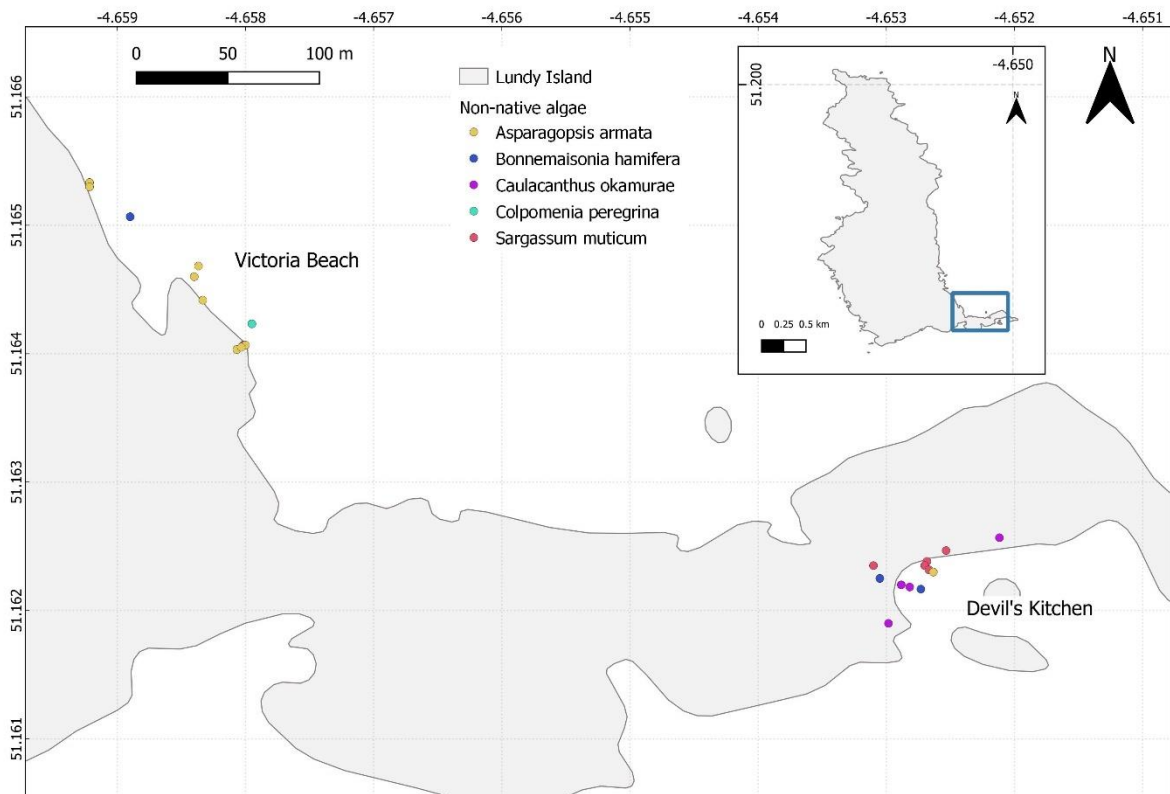 -4.659 -4.658 -4.657 -4.656 -4.655 -4.654 -4.653 -4.652 -4.651
0 50 100 m
Lundy Island
Non-native algae
Asparagopsis armata
Bonnemaisonia hamifera
Caulacanthus okamurae
Colpomenia peregrina
Sargassum muticum
-4.650
51.200
N
0 0.25 0.5 km
N
51.166
51.165
51.164
51.163
51.162
51.161
Victoria Beach
Devil's Kitchen